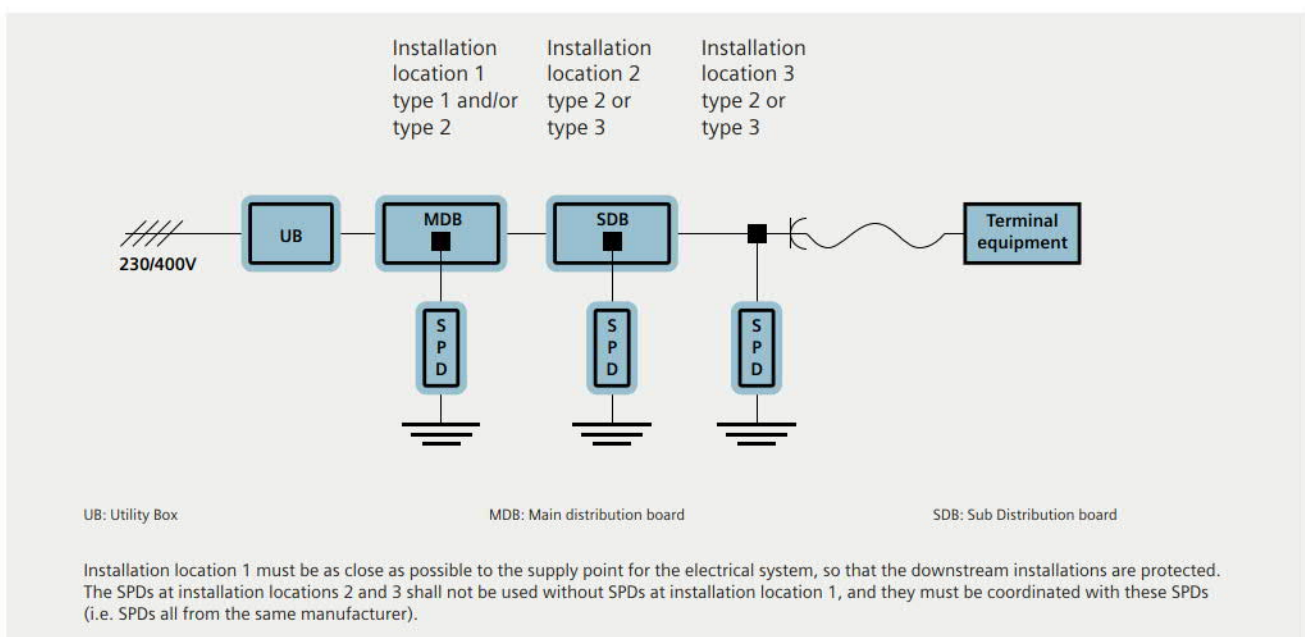 Installation
location 1
type 1 and/or
type 2
Installation
location 2
type 2 or
type 3
Installation
location 3
type 2 or
type 3
230/400V
UB
MDB
SDB
Terminal
equipment
S
P
D
S
P
D
S
P
D
UB: Utility Box
MDB: Main distribution board
SDB: Sub Distribution board
Installation location 1 must be as close as possible to the supply point for the electrical system, so that the downstream installations are protected.
The SPDs at installation locations 2 and 3 shall not be used without SPDs at installation location 1, and they must be coordinated with these SPDs
(i.e. SPDs all from the same manufacturer).